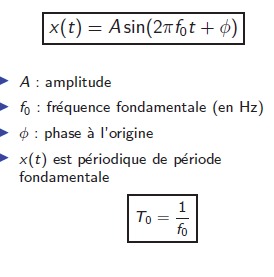 x(t) = A sin(2πf₀t + ϕ)
▶ A : amplitude
▶ f₀ : fréquence fondamentale (en Hz)
▶ ϕ : phase à l'origine
▶ x(t) est périodique de période
fondamentale
T₀ = 1/f₀